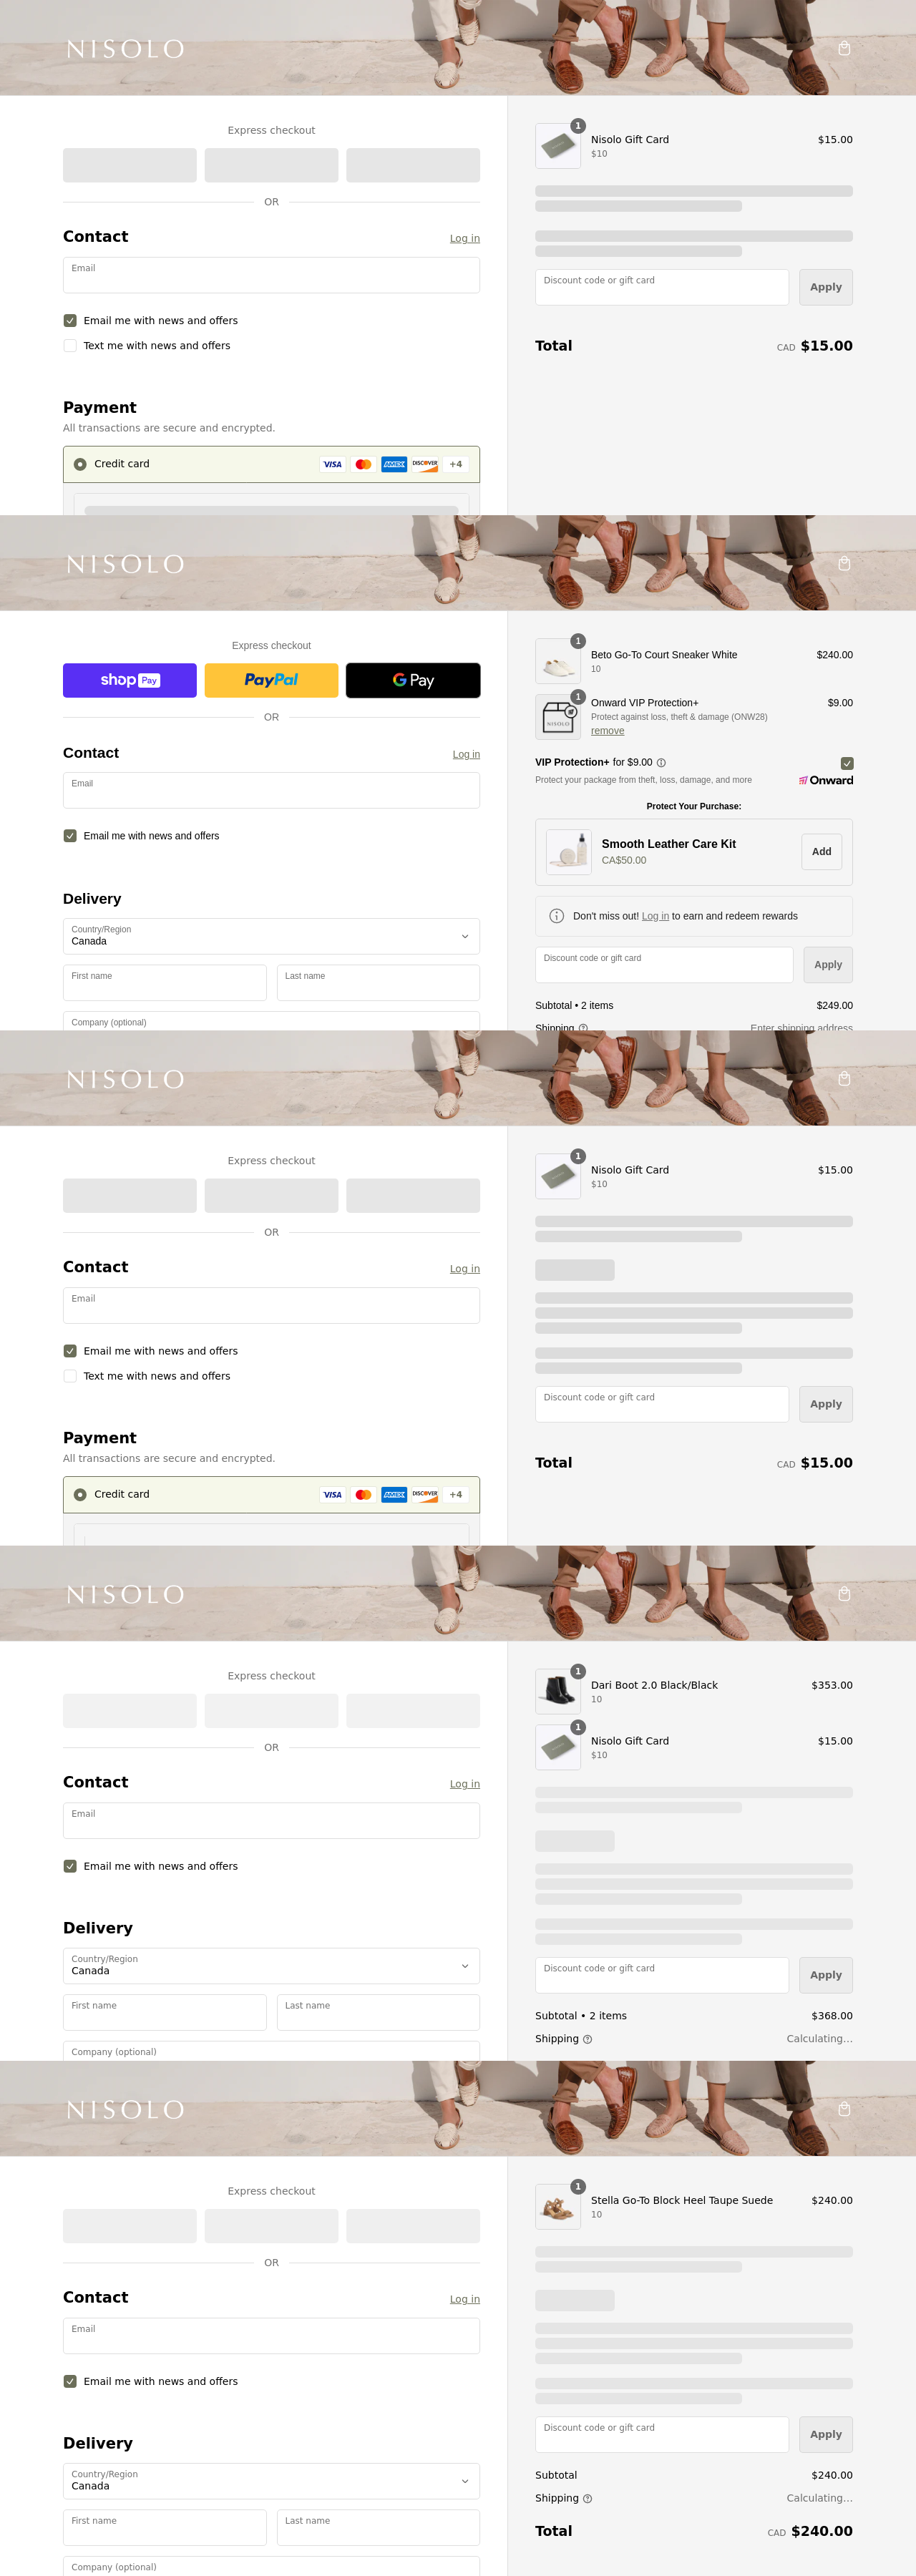 NISOLO
Express checkout
OR
Contact
Log in
Email
Email me with news and offers
Text me with news and offers
Payment
All transactions are secure and encrypted.
Credit card
VISA
AMEX
DISCOVER
+4
1
Nisolo Gift Card
$15.00
$10
Discount code or gift card
Apply
Total
CAD $15.00
NISOLO
Express checkout
shop Pay
PayPal
G Pay
OR
Contact
Log in
Email
Email me with news and offers
Delivery
Country/Region
Canada
First name
Last name
Company (optional)
1
Beto Go-To Court Sneaker White
$240.00
10
1
NISOLO
Onward VIP Protection+
$9.00
Protect against loss, theft & damage (ONW28)
remove
VIP Protection+ for $9.00
Protect your package from theft, loss, damage, and more
Onward
Protect Your Purchase:
Smooth Leather Care Kit
CA$50.00
Add
Don't miss out! Log in to earn and redeem rewards
Discount code or gift card
Apply
Subtotal • 2 items
$249.00
Shipping
Enter shipping address
NISOLO
Express checkout
OR
Contact
Log in
Email
Email me with news and offers
Text me with news and offers
Payment
All transactions are secure and encrypted.
Credit card
VISA
AMEX
DISCOVER
+4
1
Nisolo Gift Card
$15.00
$10
Discount code or gift card
Apply
Total
CAD $15.00
NISOLO
Express checkout
OR
Contact
Log in
Email
Email me with news and offers
Delivery
Country/Region
Canada
First name
Last name
Company (optional)
1
Dari Boot 2.0 Black/Black
$353.00
10
1
Nisolo Gift Card
$15.00
$10
Discount code or gift card
Apply
Subtotal • 2 items
$368.00
Shipping
Calculating...
NISOLO
Express checkout
OR
Contact
Log in
Email
Email me with news and offers
Delivery
Country/Region
Canada
First name
Last name
Company (optional)
1
Stella Go-To Block Heel Taupe Suede
$240.00
10
Discount code or gift card
Apply
Subtotal
$240.00
Shipping
Calculating...
Total
CAD $240.00